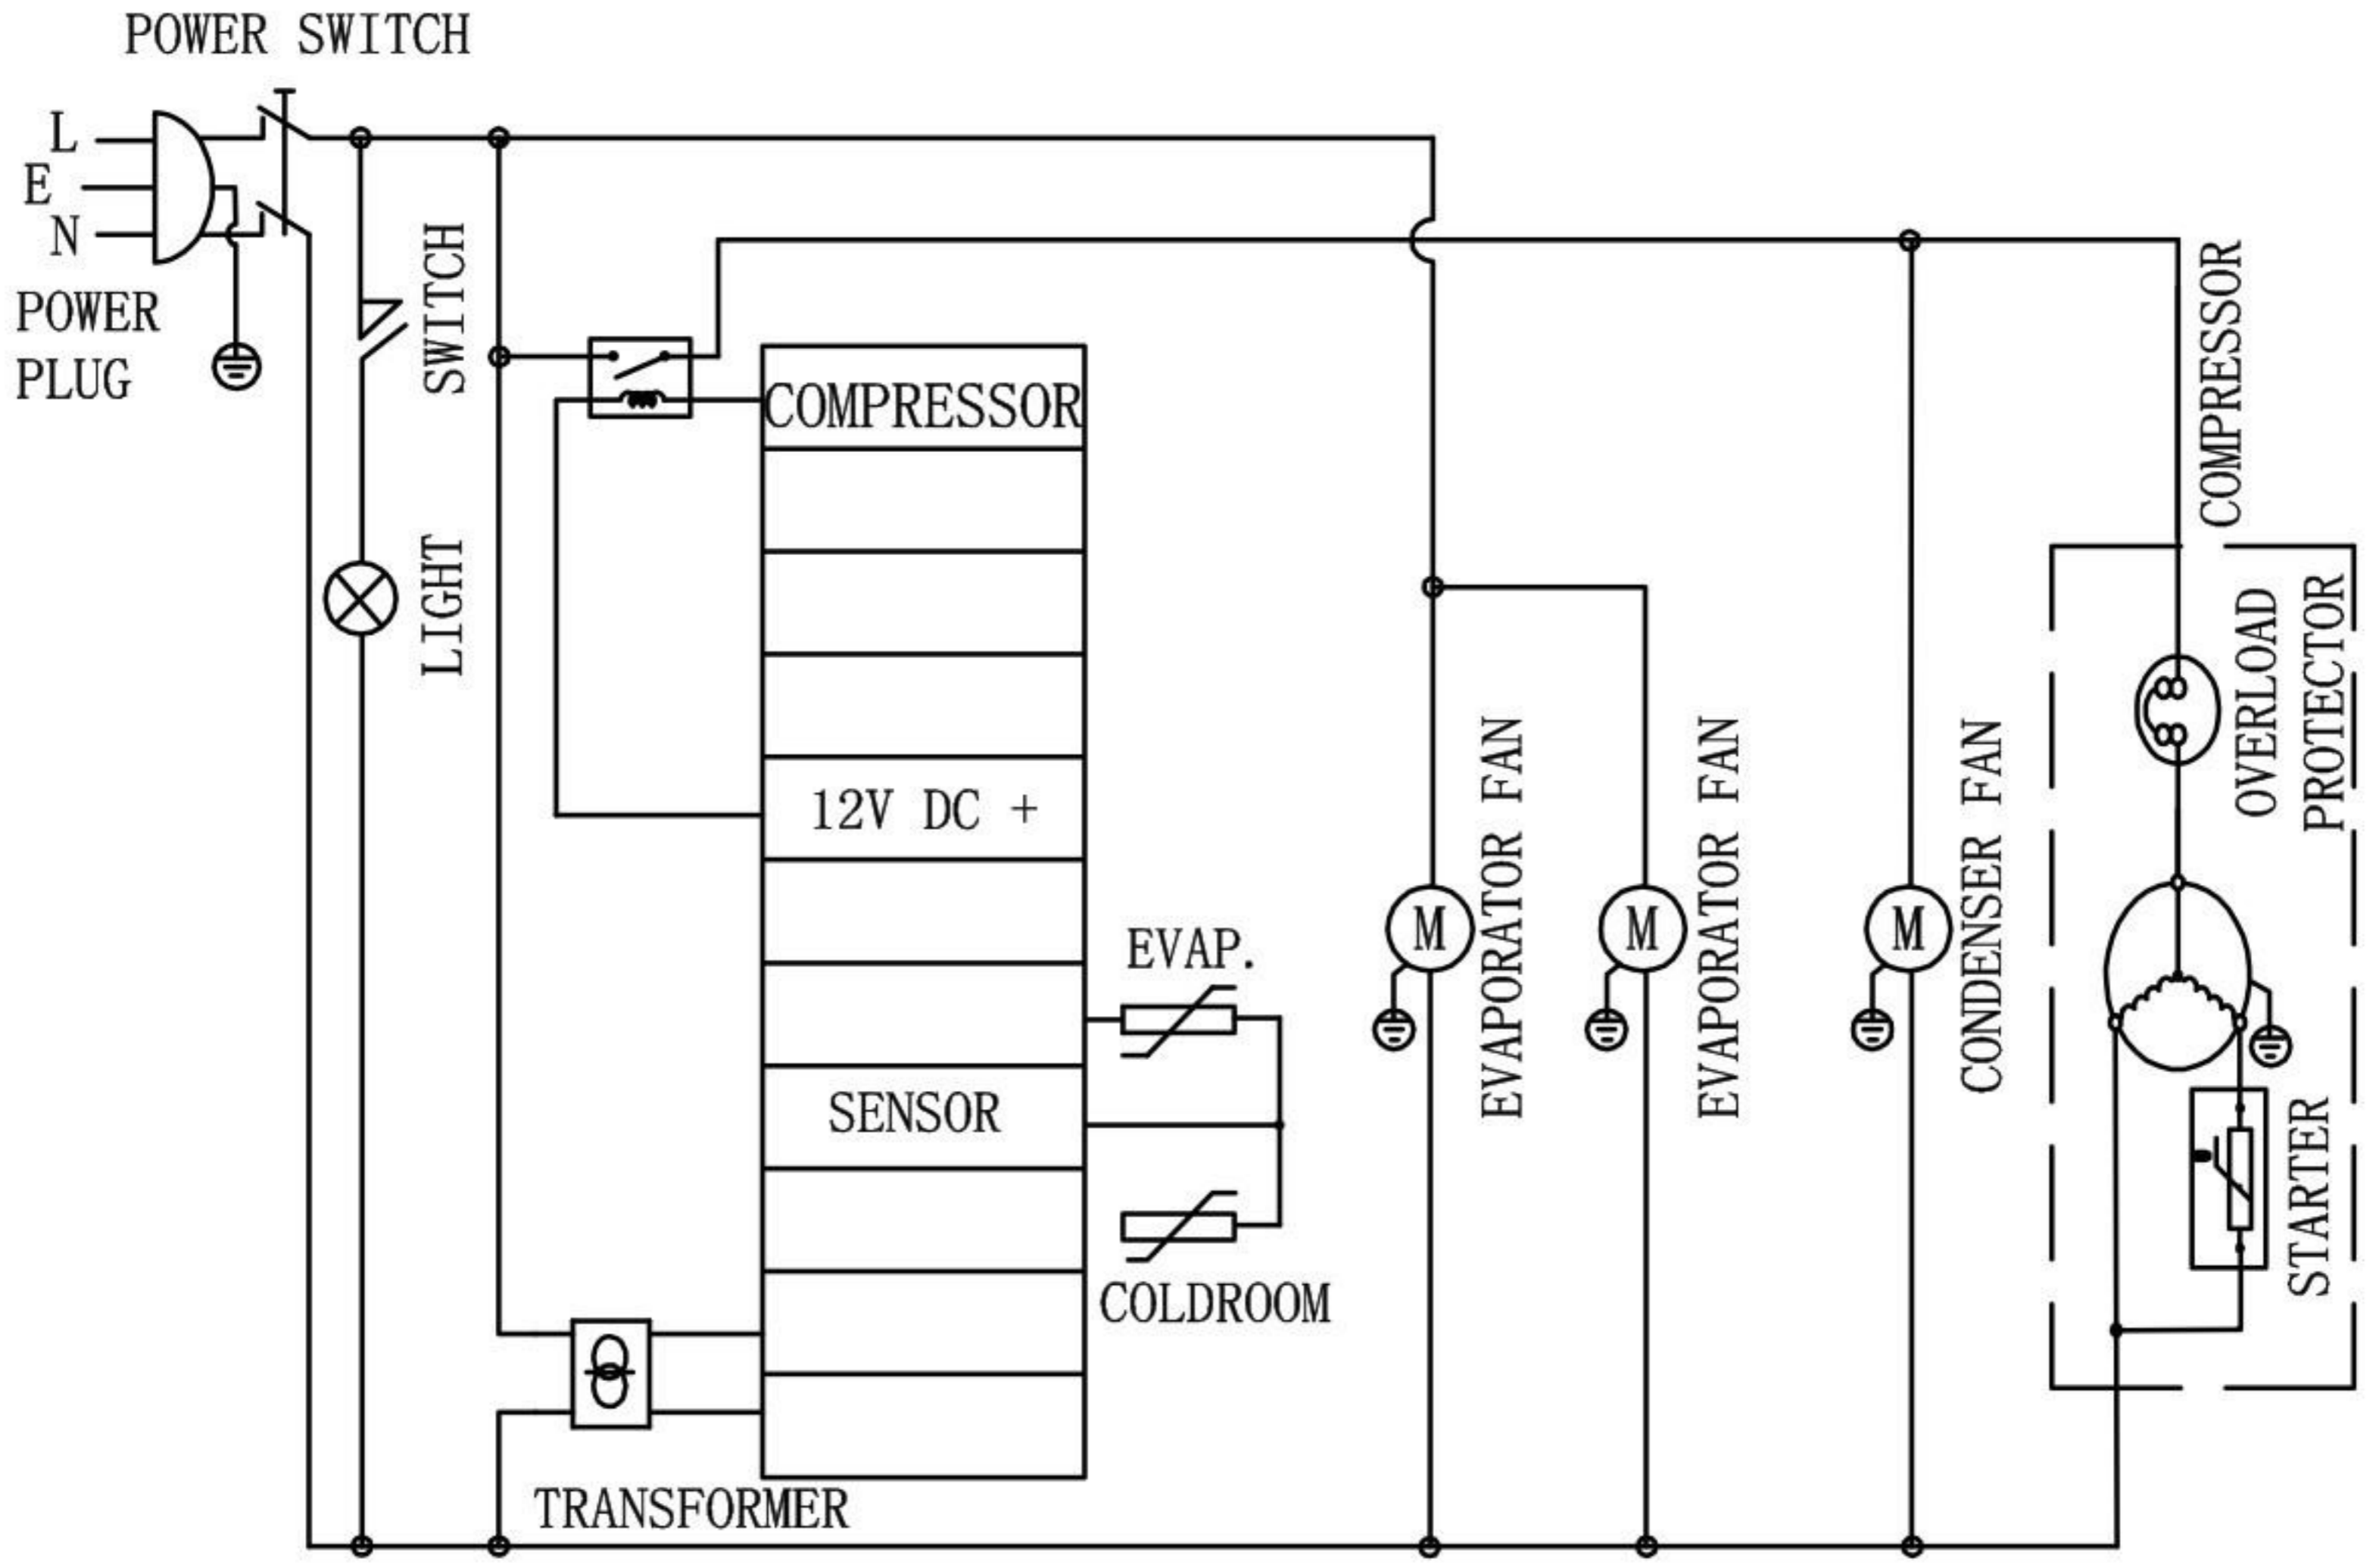 POWER SWITCH
L
E
N
POWER
PLUG
SWITCH
LIGHT
COMPRESSOR
12V DC +
SENSOR
EVAP.
COLDROOM
TRANSFORMER
M
EVAPORATOR FAN
M
EVAPORATOR FAN
M
CONDENSER FAN
COMPRESSOR
OVERLOAD
PROTECTOR
STARTER